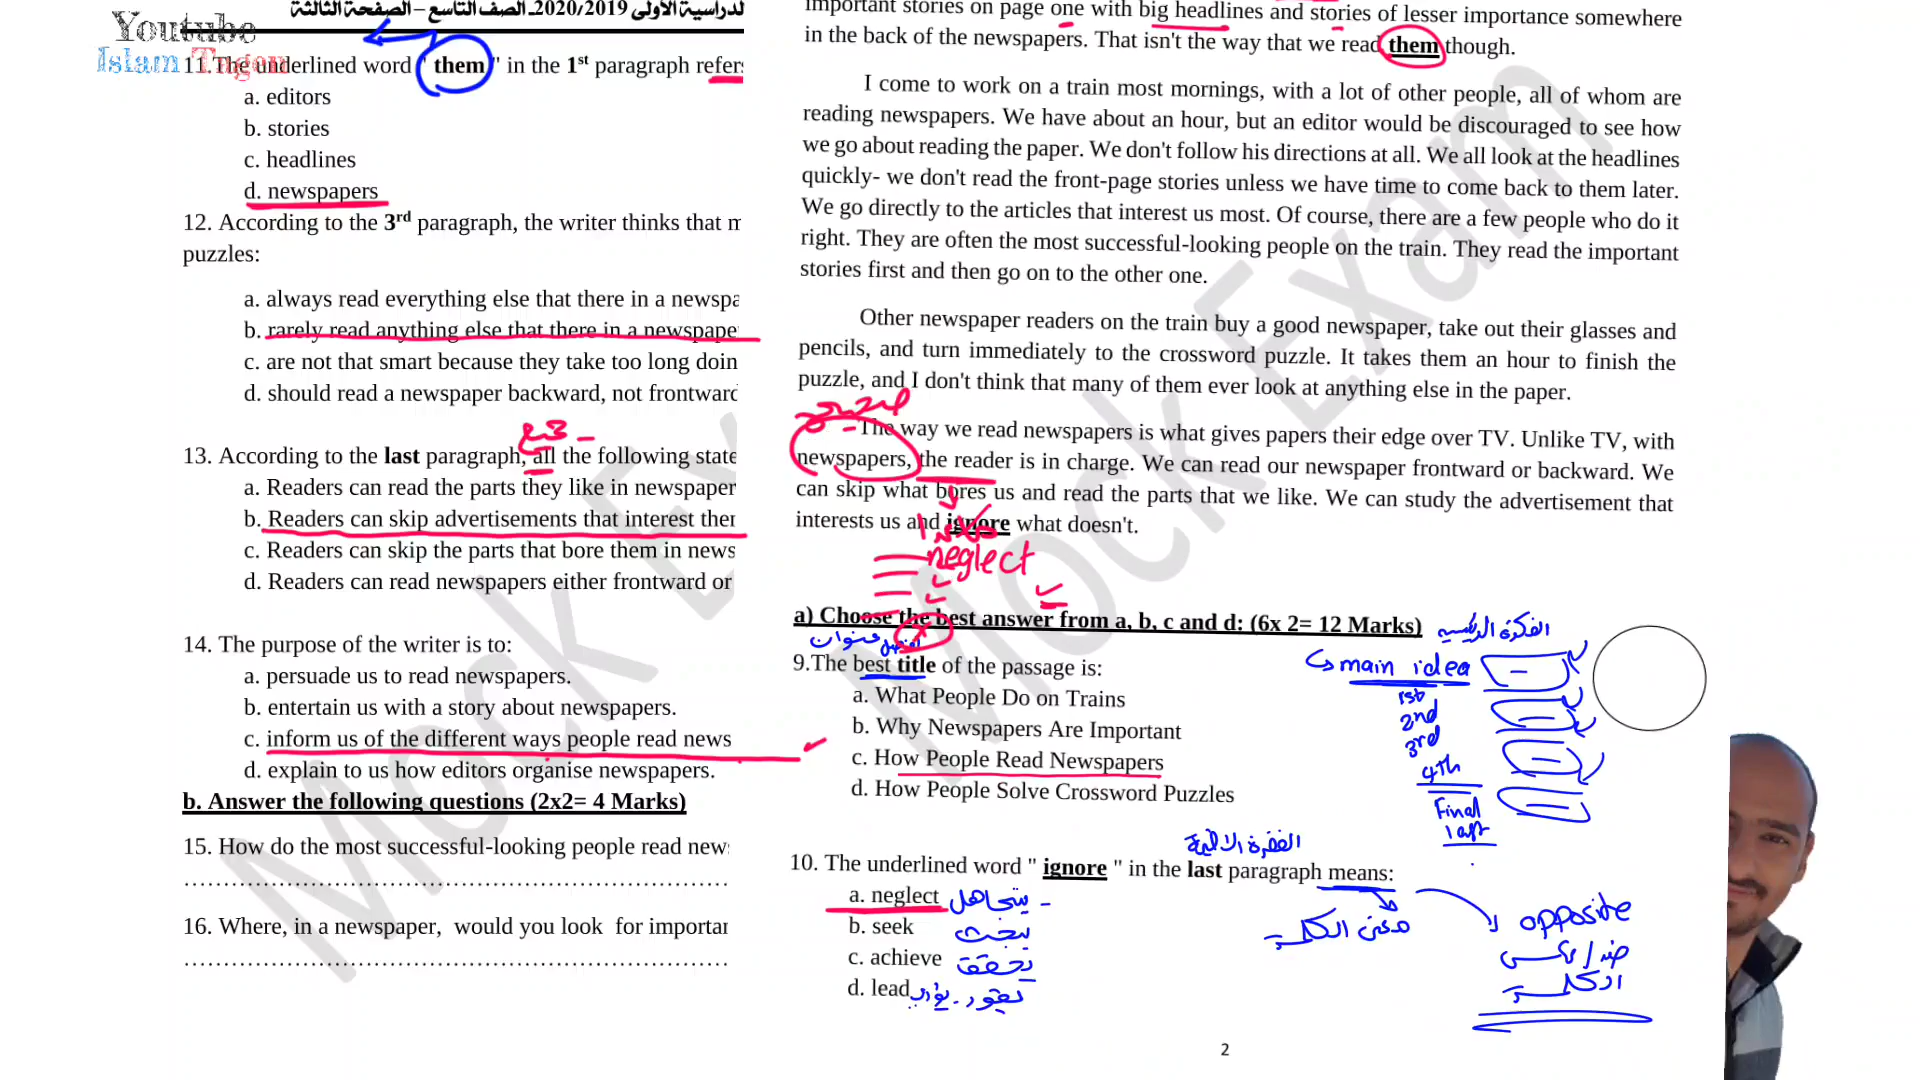 Youtube
Islam Tagon
لدراسية الأولى 2020/2019ـ الصف التاسع – الصفحة الثالثة
11.The underlined word " them " in the 1st paragraph refers
a. editors
b. stories
c. headlines
d. newspapers
12. According to the 3rd paragraph, the writer thinks that m
puzzles:
a. always read everything else that there in a newspa
b. rarely read anything else that there in a newspape
c. are not that smart because they take too long doin
d. should read a newspaper backward, not frontward
13. According to the last paragraph, all the following state
a. Readers can read the parts they like in newspaper
b. Readers can skip advertisements that interest ther
c. Readers can skip the parts that bore them in news
d. Readers can read newspapers either frontward or
14. The purpose of the writer is to:
a. persuade us to read newspapers.
b. entertain us with a story about newspapers.
c. inform us of the different ways people read news
d. explain to us how editors organise newspapers.
b. Answer the following questions (2x2= 4 Marks)
15. How do the most successful-looking people read new
16. Where, in a newspaper, would you look for importar
important stories on page one with big headlines and stories of lesser importance somewhere
in the back of the newspapers. That isn't the way that we read them though.
I come to work on a train most mornings, with a lot of other people, all of whom are
reading newspapers. We have about an hour, but an editor would be discouraged to see how
we go about reading the paper. We don't follow his directions at all. We all look at the headlines
quickly- we don't read the front-page stories unless we have time to come back to them later.
We go directly to the articles that interest us most. Of course, there are a few people who do it
right. They are often the most successful-looking people on the train. They read the important
stories first and then go on to the other one.
Other newspaper readers on the train buy a good newspaper, take out their glasses and
pencils, and turn immediately to the crossword puzzle. It takes them an hour to finish the
puzzle, and I don't think that many of them ever look at anything else in the paper.
The way we read newspapers is what gives papers their edge over TV. Unlike TV, with
newspapers, the reader is in charge. We can read our newspaper frontward or backward. We
can skip what bores us and read the parts that we like. We can study the advertisement that
interests us and ignore what doesn't.
neglect
a) Choose the best answer from a, b, c and d: (6x 2= 12 Marks)
الفكرة الرئيسية
main idea
1st
2nd
3rd
4th
Final
last
9.The best title of the passage is:
a. What People Do on Trains
b. Why Newspapers Are Important
c. How People Read Newspapers
d. How People Solve Crossword Puzzles
10. The underlined word " ignore " in the last paragraph means:
a. neglect يتجاهل
b. seek يبحث
c. achieve يحقق
d. lead
معنى الكلمة
opposite
ضد / عكس
الكلمة
2
Mock Exam